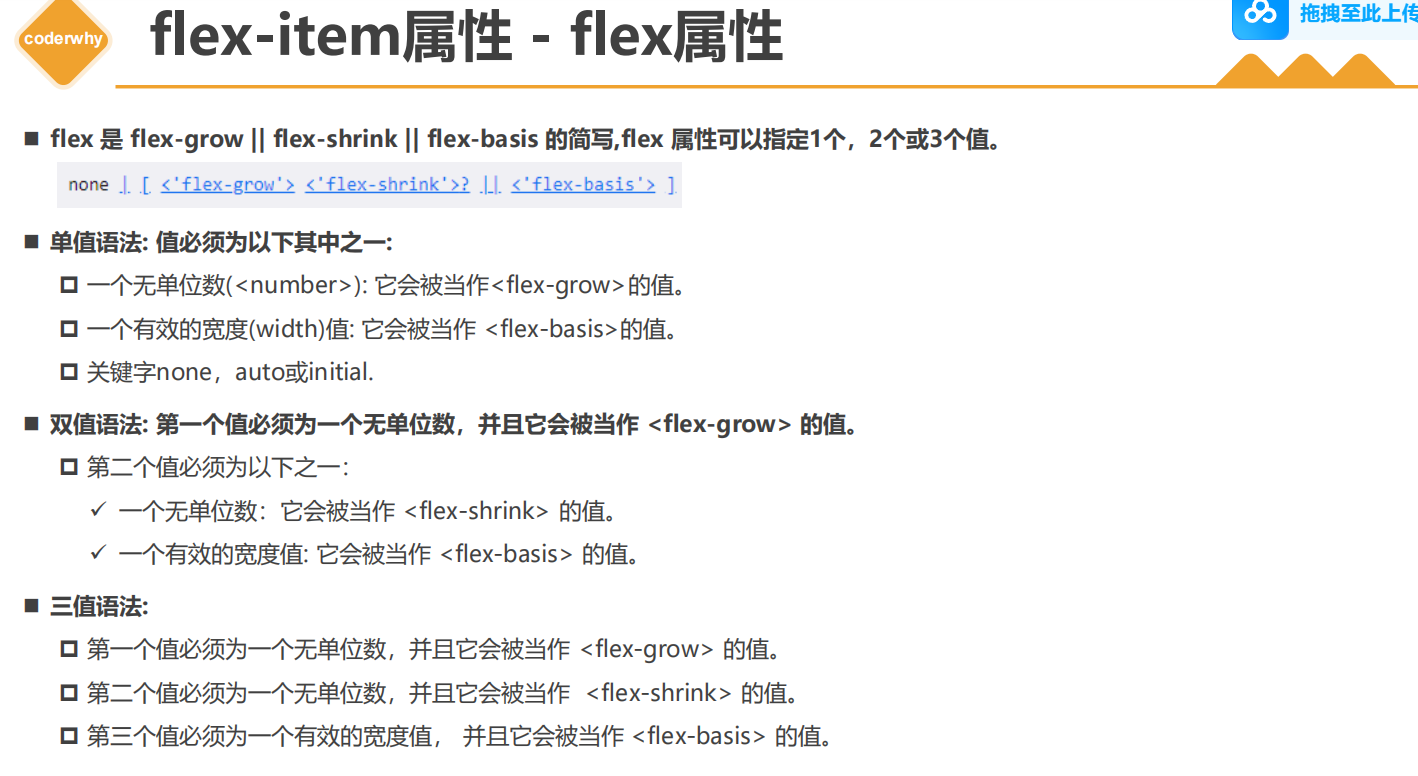 coderwhy
flex-item属性 - flex属性
拖拽至此上传
■ flex 是 flex-grow || flex-shrink || flex-basis 的简写,flex 属性可以指定1个，2个或3个值。
none | [ <'flex-grow'> <'flex-shrink'>? || <'flex-basis'> ]
■ 单值语法: 值必须为以下其中之一:
一个无单位数(<number>): 它会被当作<flex-grow>的值。
一个有效的宽度(width)值: 它会被当作 <flex-basis>的值。
关键字none，auto或initial.
■ 双值语法: 第一个值必须为一个无单位数，并且它会被当作 <flex-grow> 的值。
第二个值必须为以下之一：
✓ 一个无单位数：它会被当作 <flex-shrink> 的值。
✓ 一个有效的宽度值: 它会被当作 <flex-basis> 的值。
■ 三值语法:
第一个值必须为一个无单位数，并且它会被当作 <flex-grow> 的值。
第二个值必须为一个无单位数，并且它会被当作 <flex-shrink> 的值。
第三个值必须为一个有效的宽度值， 并且它会被当作 <flex-basis> 的值。